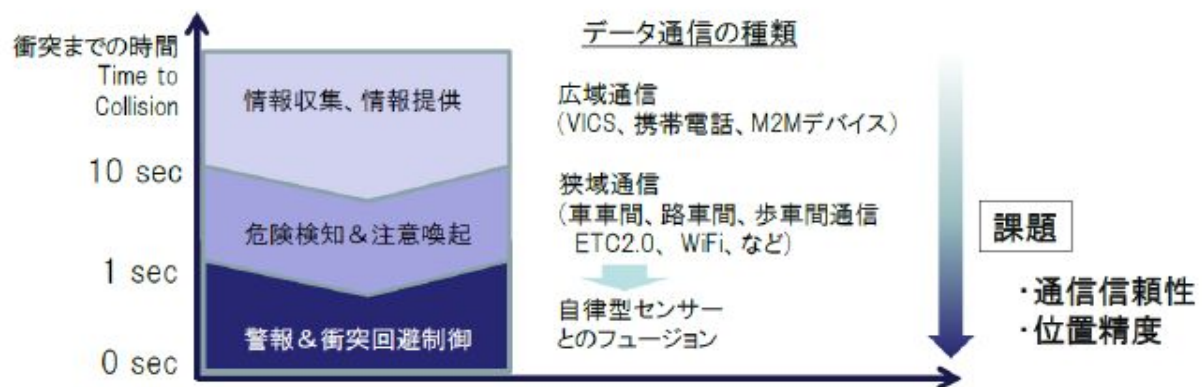 衝突までの時間
Time to
Collision
10 sec
1 sec
0 sec
情報収集、情報提供
危険検知＆注意喚起
警報＆衝突回避制御
データ通信の種類
広域通信
(VICS、携帯電話、M2Mデバイス)
狭域通信
(車車間、路車間、歩車間通信
ETC2.0、 WiFi、など)
自律型センサー
とのフュージョン
課題
・通信信頼性
・位置精度